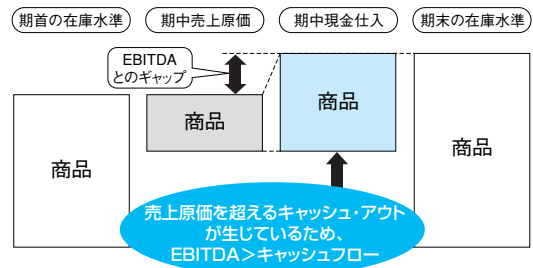 期首の在庫水準
期中売上原価
期中現金仕入
期末の在庫水準
EBITDA
とのギャップ
商品
商品
商品
商品
売上原価を超えるキャッシュ・アウト
が生じているため、
EBITDA>キャッシュフロー